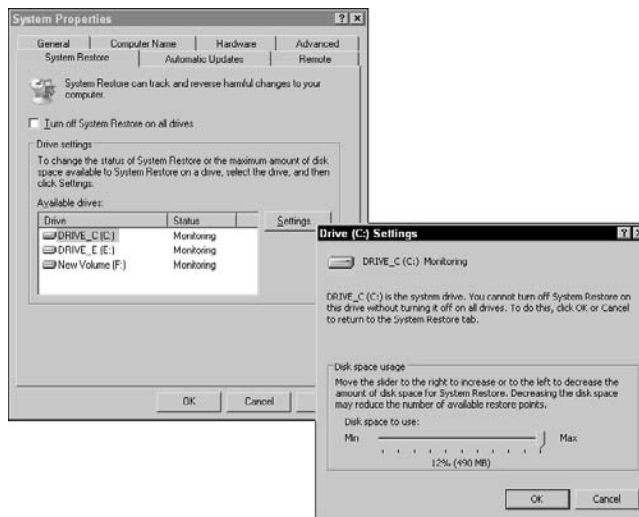 System Properties
General
Computer Name
Hardware
Advanced
System Restore
Automatic Updates
Remote
System Restore can track and reverse harmful changes to your
computer.
Turn off System Restore on all drives
Drive settings
To change the status of System Restore or the maximum amount of disk
space available to System Restore on a drive, select the drive, and then
click Settings.
Available drives:
Drive
Status
Settings...
DRIVE_C (C:)
Monitoring
DRIVE_E (E:)
Monitoring
New Volume (F:)
Monitoring
OK
Cancel
Drive (C:) Settings
DRIVE_C (C:) Monitoring
DRIVE_C (C:) is the system drive. You cannot turn off System Restore on
this drive without turning it off on all drives. To do this, click OK or Cancel
to return to the System Restore tab.
Disk space usage
Move the slider to the right to increase or to the left to decrease the
amount of disk space for System Restore. Decreasing the disk space
may reduce the number of available restore points.
Disk space to use:
Min
Max
12% (490 MB)
OK
Cancel